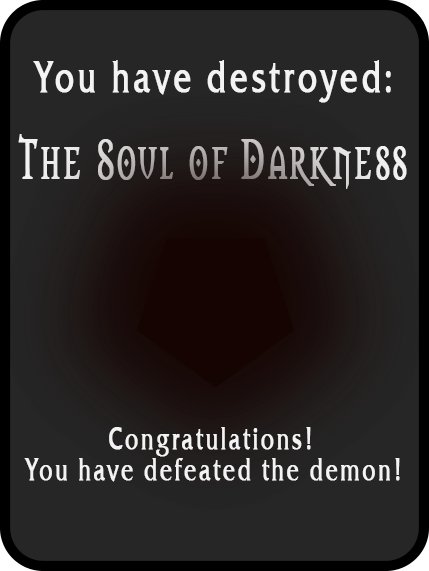 You have destroyed:
The Soul of Darkness
Congratulations!
You have defeated the demon!